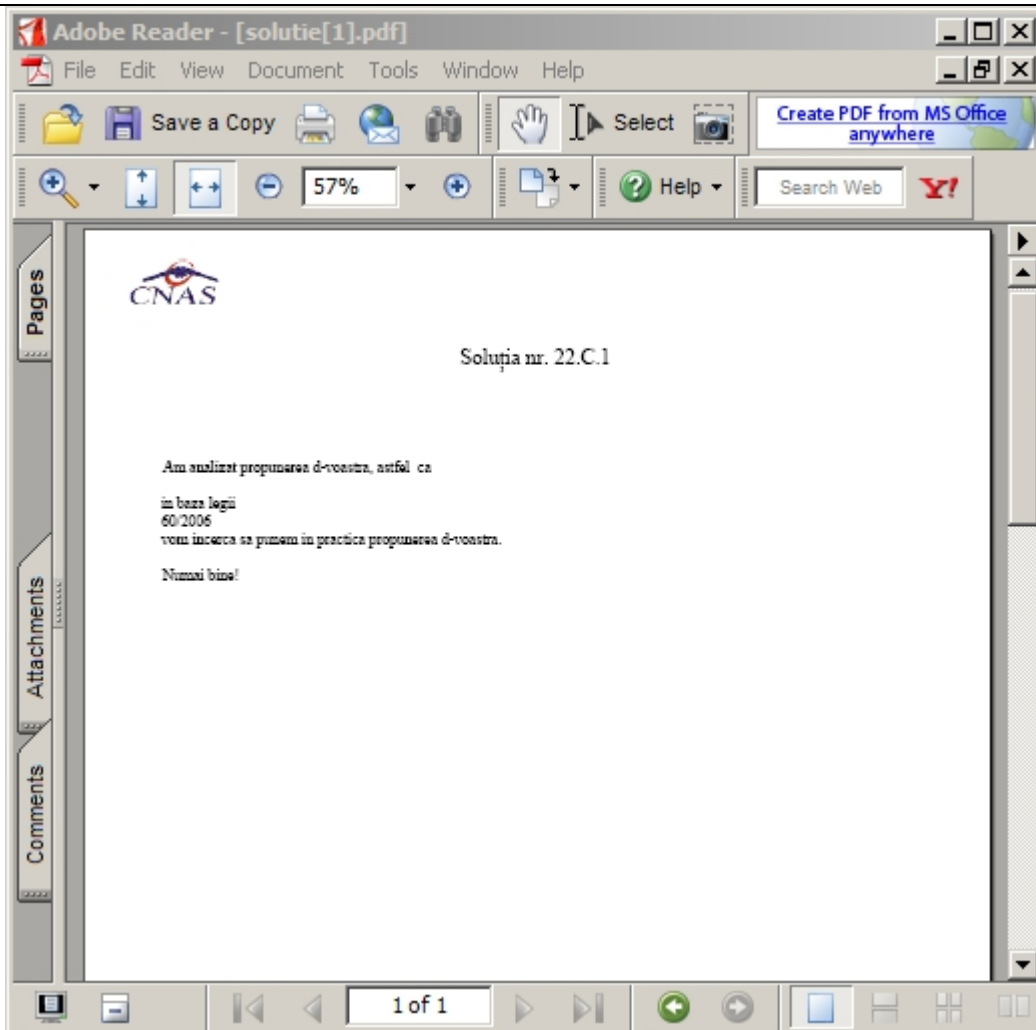 Adobe Reader - [solutie[1].pdf]
File Edit View Document Tools Window Help
Save a Copy Select Create PDF from MS Office
anywhere
57% Help Search Web Y!
Pages
CNAS
Soluţia nr. 22.C.1
Am analizat propunerea d-voastra, astfel ca
in baza legii
60/2006
vom incerca sa punem in practica propunerea d-voastra.
Numai bine!
Attachments
Comments
1 of 1